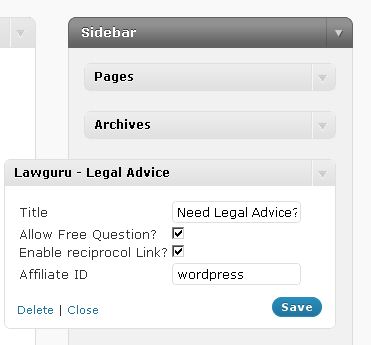 Sidebar
Pages
Archives
Lawguru - Legal Advice
Title Need Legal Advice?
Allow Free Question?
Enable reciprocol Link?
Affiliate ID wordpress
Delete | Close Save